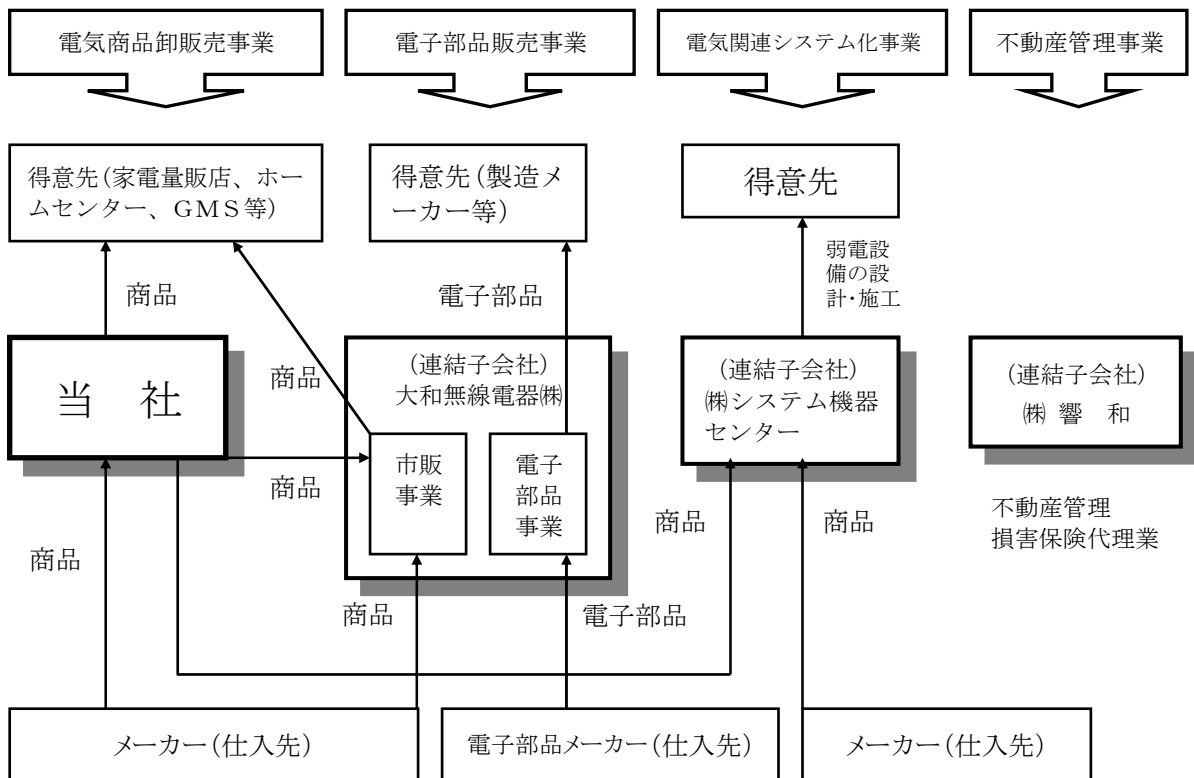 電気商品卸販売事業
電子部品販売事業
電気関連システム化事業
不動産管理事業
得意先(家電量販店、ホー
ムセンター、ＧＭＳ等)
得意先(製造メ
ーカー等)
得意先
商品
電子部品
弱電設
備の設
計・施工
当　社
商品
(連結子会社)
大和無線電器㈱
市販
事業
電子
部品
事業
(連結子会社)
㈱システム機器
センター
(連結子会社)
㈱ 響　和
商品
商品
商品
商品
不動産管理
損害保険代理業
商品
電子部品
メーカー(仕入先)
電子部品メーカー(仕入先)
メーカー(仕入先)